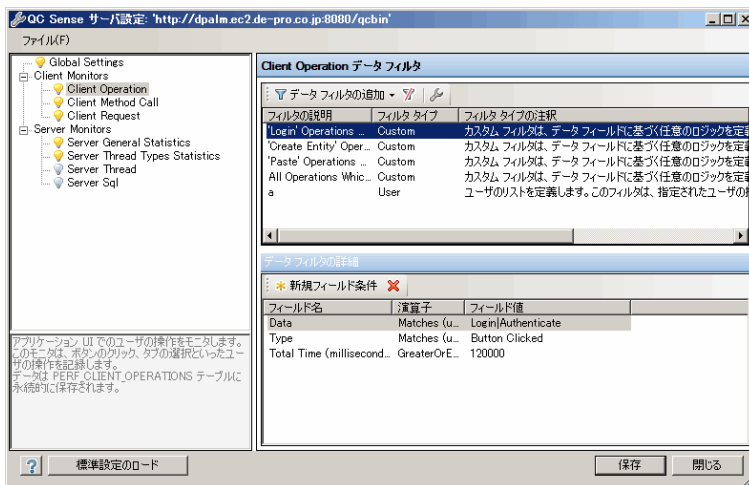 QC Sense サーバ設定: 'http://dpalm.ec2.de-pro.co.jp:8080/qcbin'
ファイル(F)
Global Settings
Client Monitors
Client Operation
Client Method Call
Client Request
Server Monitors
Server General Statistics
Server Thread Types Statistics
Server Thread
Server Sql
アプリケーション UI でのユーザの操作をモニタします。
このモニタは、ボタンのクリック、タブの選択といったユー
ザの操作を記録します。
データは PERF_CLIENT_OPERATIONS テーブルに
永続的に保存されます。
Client Operation データ フィルタ
データ フィルタの追加
フィルタの説明 フィルタ タイプ フィルタ タイプの注釈
'Login' Operations ... Custom カスタム フィルタは、データ フィールドに基づく任意のロジックを定
'Create Entity' Oper... Custom カスタム フィルタは、データ フィールドに基づく任意のロジックを定
'Paste' Operations ... Custom カスタム フィルタは、データ フィールドに基づく任意のロジックを定
All Operations Whic... Custom カスタム フィルタは、データ フィールドに基づく任意のロジックを定
a User ユーザのリストを定義します。このフィルタは、指定されたユーザの
データ フィルタの詳細
新規フィールド条件
フィールド名 演算子 フィールド値
Data Matches (u... Login|Authenticate
Type Matches (u... Button Clicked
Total Time (millisecond... GreaterOrE... 120000
? 標準設定のロード 保存 閉じる